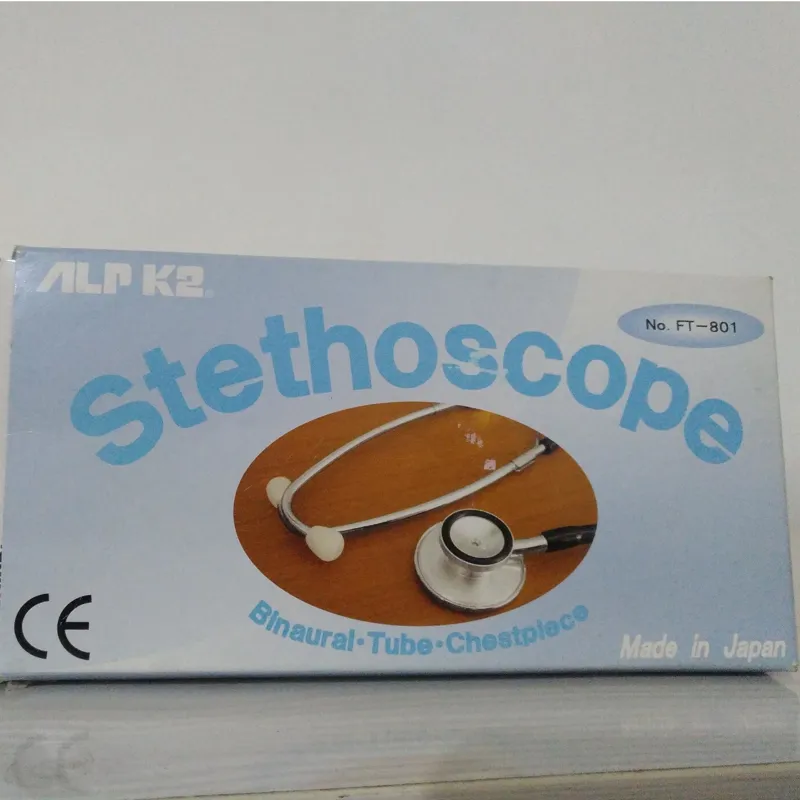 ALP K2
No. FT-801
Stethoscope
Binaural·Tube·Chestpiece
CE
Made in Japan